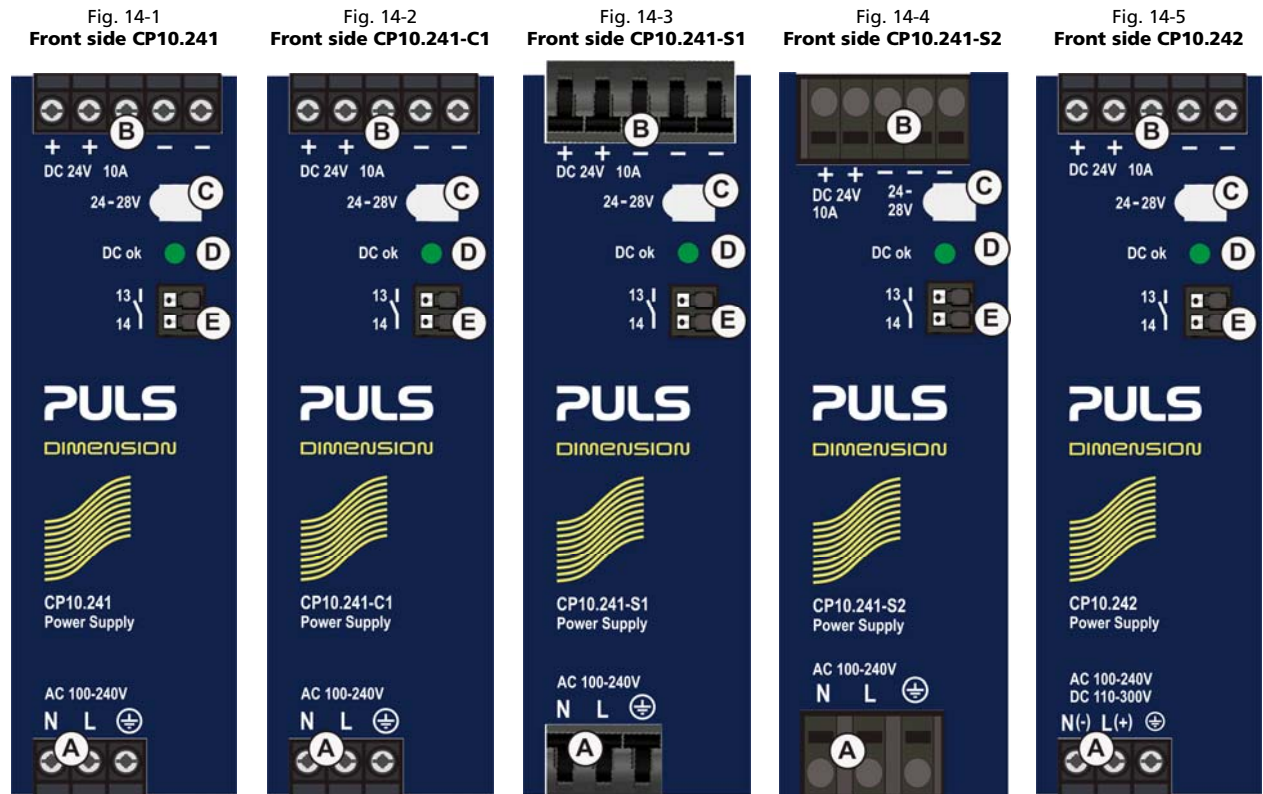 Fig. 14-1
Front side CP10.241
B
+ + − −
DC 24V 10A
C
24-28V
DC ok
D
13
14
E
PULS
DIMENSION
CP10.241
Power Supply
AC 100-240V
N L
A
Fig. 14-2
Front side CP10.241-C1
B
+ + − −
DC 24V 10A
C
24-28V
DC ok
D
13
14
E
PULS
DIMENSION
CP10.241-C1
Power Supply
AC 100-240V
N L
A
Fig. 14-3
Front side CP10.241-S1
B
+ + − − −
DC 24V 10A
C
24-28V
DC ok
D
13
14
E
PULS
DIMENSION
CP10.241-S1
Power Supply
AC 100-240V
N L
A
Fig. 14-4
Front side CP10.241-S2
B
+ + − − −
DC 24V
10A
24-
28V
C
DC ok
D
13
14
E
PULS
DIMENSION
CP10.241-S2
Power Supply
AC 100-240V
N L
A
Fig. 14-5
Front side CP10.242
B
+ + − −
DC 24V 10A
C
24-28V
DC ok
D
13
14
E
PULS
DIMENSION
CP10.242
Power Supply
AC 100-240V
DC 110-300V
N(-) L(+)
A